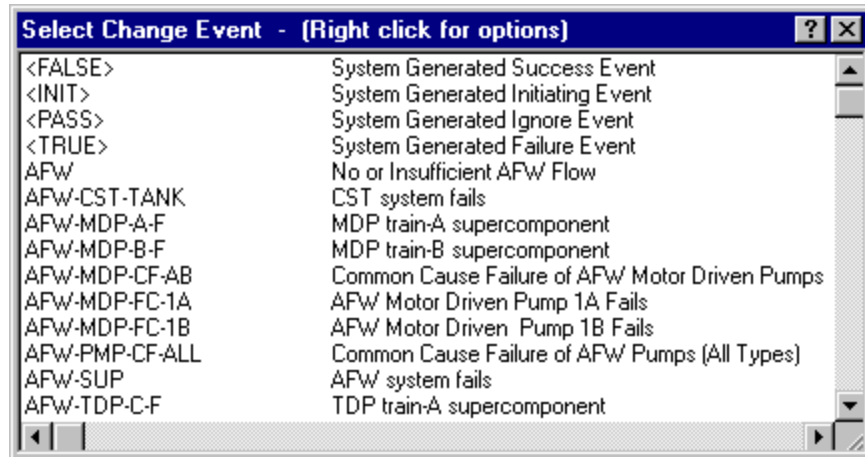 Select Change Event - (Right click for options)
<FALSE> System Generated Success Event
<INIT> System Generated Initiating Event
<PASS> System Generated Ignore Event
<TRUE> System Generated Failure Event
AFW No or Insufficient AFW Flow
AFW-CST-TANK CST system fails
AFW-MDP-A-F MDP train-A supercomponent
AFW-MDP-B-F MDP train-B supercomponent
AFW-MDP-CF-AB Common Cause Failure of AFW Motor Driven Pumps
AFW-MDP-FC-1A AFW Motor Driven Pump 1A Fails
AFW-MDP-FC-1B AFW Motor Driven  Pump 1B Fails
AFW-PMP-CF-ALL Common Cause Failure of AFW Pumps (All Types)
AFW-SUP AFW system fails
AFW-TDP-C-F TDP train-A supercomponent